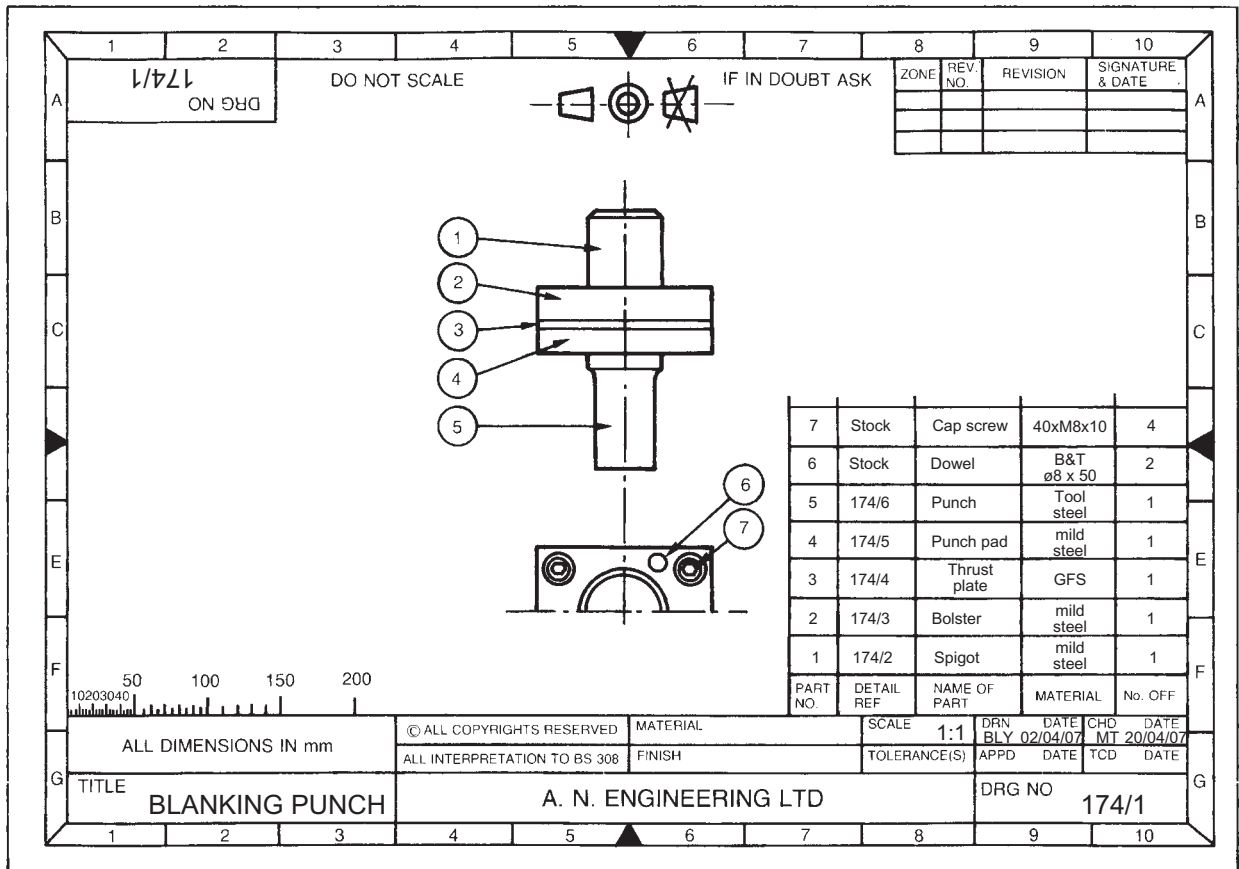 1 2 3 4 5 6 7 8 9 10
A
174/1
DRG NO
DO NOT SCALE
IF IN DOUBT ASK
ZONE REV. NO. REVISION SIGNATURE & DATE
A
B
B
C
C
1
2
3
4
5
6
7
7 Stock Cap screw 40xM8x10 4
6 Stock Dowel B&T ø8 x 50 2
5 174/6 Punch Tool steel 1
4 174/5 Punch pad mild steel 1
3 174/4 Thrust plate GFS 1
2 174/3 Bolster mild steel 1
1 174/2 Spigot mild steel 1
PART NO. DETAIL REF NAME OF PART MATERIAL No. OFF
E
E
F
F
10203040 50 100 150 200
ALL DIMENSIONS IN mm
© ALL COPYRIGHTS RESERVED
ALL INTERPRETATION TO BS 308
MATERIAL
FINISH
SCALE 1:1
TOLERANCE(S)
DRN DATE
BLY 02/04/07
CHD DATE
MT 20/04/07
APPD DATE
TCD DATE
G
G
TITLE
BLANKING PUNCH
A. N. ENGINEERING LTD
DRG NO
174/1
1 2 3 4 5 6 7 8 9 10